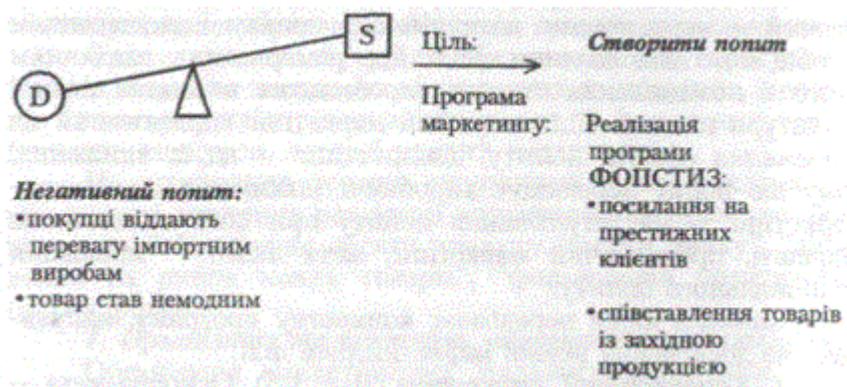 S
D
Ціль:
Створити попит
Програма
маркетингу:
Реалізація
програми
ФОПСТИЗ:
•посилання на
престижних
клієнтів
•співставлення товарів
із західною
продукцією
Негативний попит:
•покупці віддають
перевагу імпортним
виробам
•товар став немодним